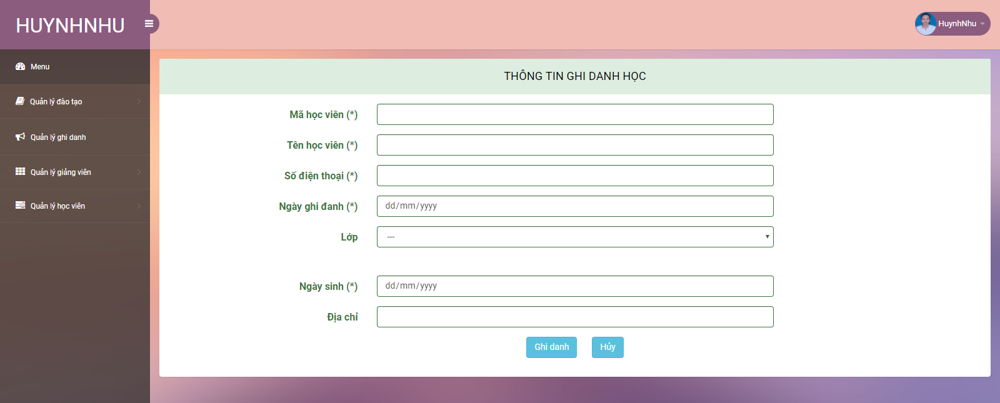 HUYNHNHU
HuynhNhu
Menu
Quản lý đào tạo
Quản lý ghi danh
Quản lý giảng viên
Quản lý học viên
THÔNG TIN GHI DANH HỌC
Mã học viên (*)
Tên học viên (*)
Số điện thoại (*)
Ngày ghi đanh (*)
dd/mm/yyyy
Lớp
---
Ngày sinh (*)
dd/mm/yyyy
Địa chỉ
Ghi danh
Hủy